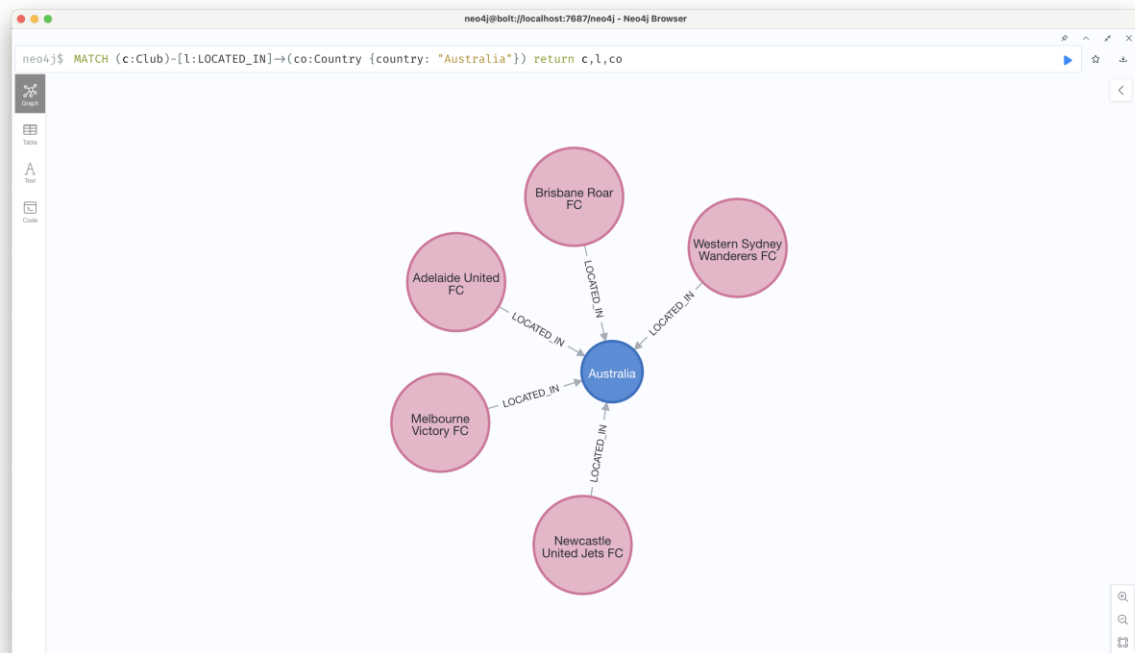 neo4j@bolt://localhost:7687/neo4j - Neo4j Browser
neo4j$ MATCH (c:Club)-[l:LOCATED_IN]→(co:Country {country: "Australia"}) return c,l,co
Graph
Table
Text
Code
Brisbane Roar
FC
Western Sydney
Wanderers FC
Adelaide United
FC
LOCATED_IN
LOCATED_IN
LOCATED_IN
Australia
LOCATED_IN
Melbourne
Victory FC
LOCATED_IN
Newcastle
United Jets FC